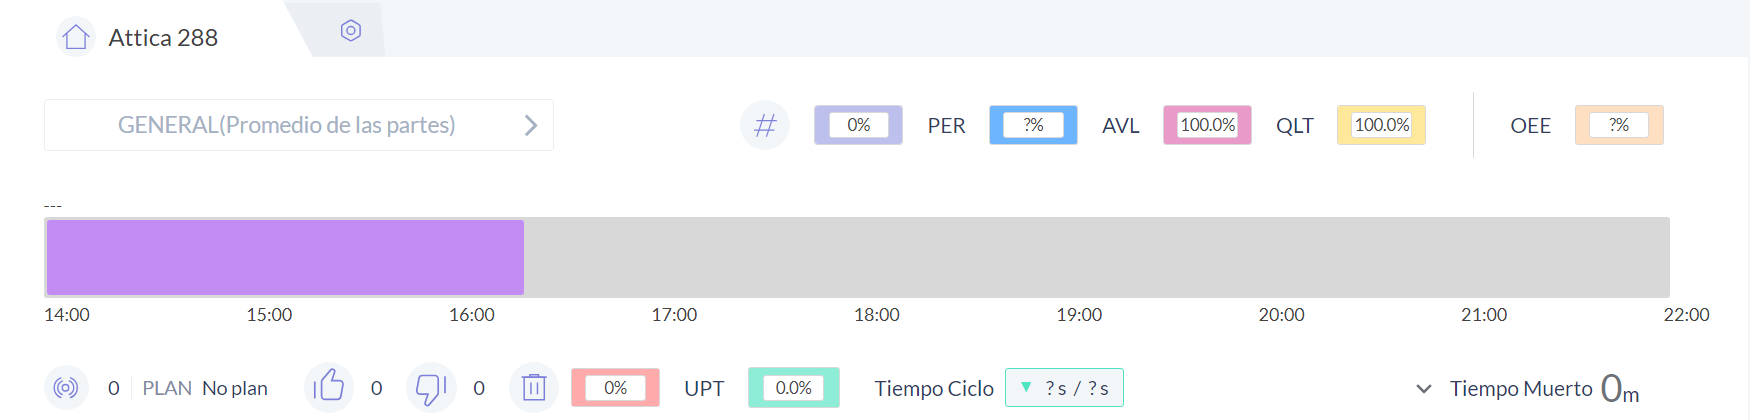 Attica 288
GENERAL(Promedio de las partes)
# 0% PER ?% AVL 100.0% QLT 100.0% OEE ?%
---
14:00 15:00 16:00 17:00 18:00 19:00 20:00 21:00 22:00
0 PLAN No plan 0 0 0% UPT 0.0% Tiempo Ciclo ? s / ? s Tiempo Muerto 0m